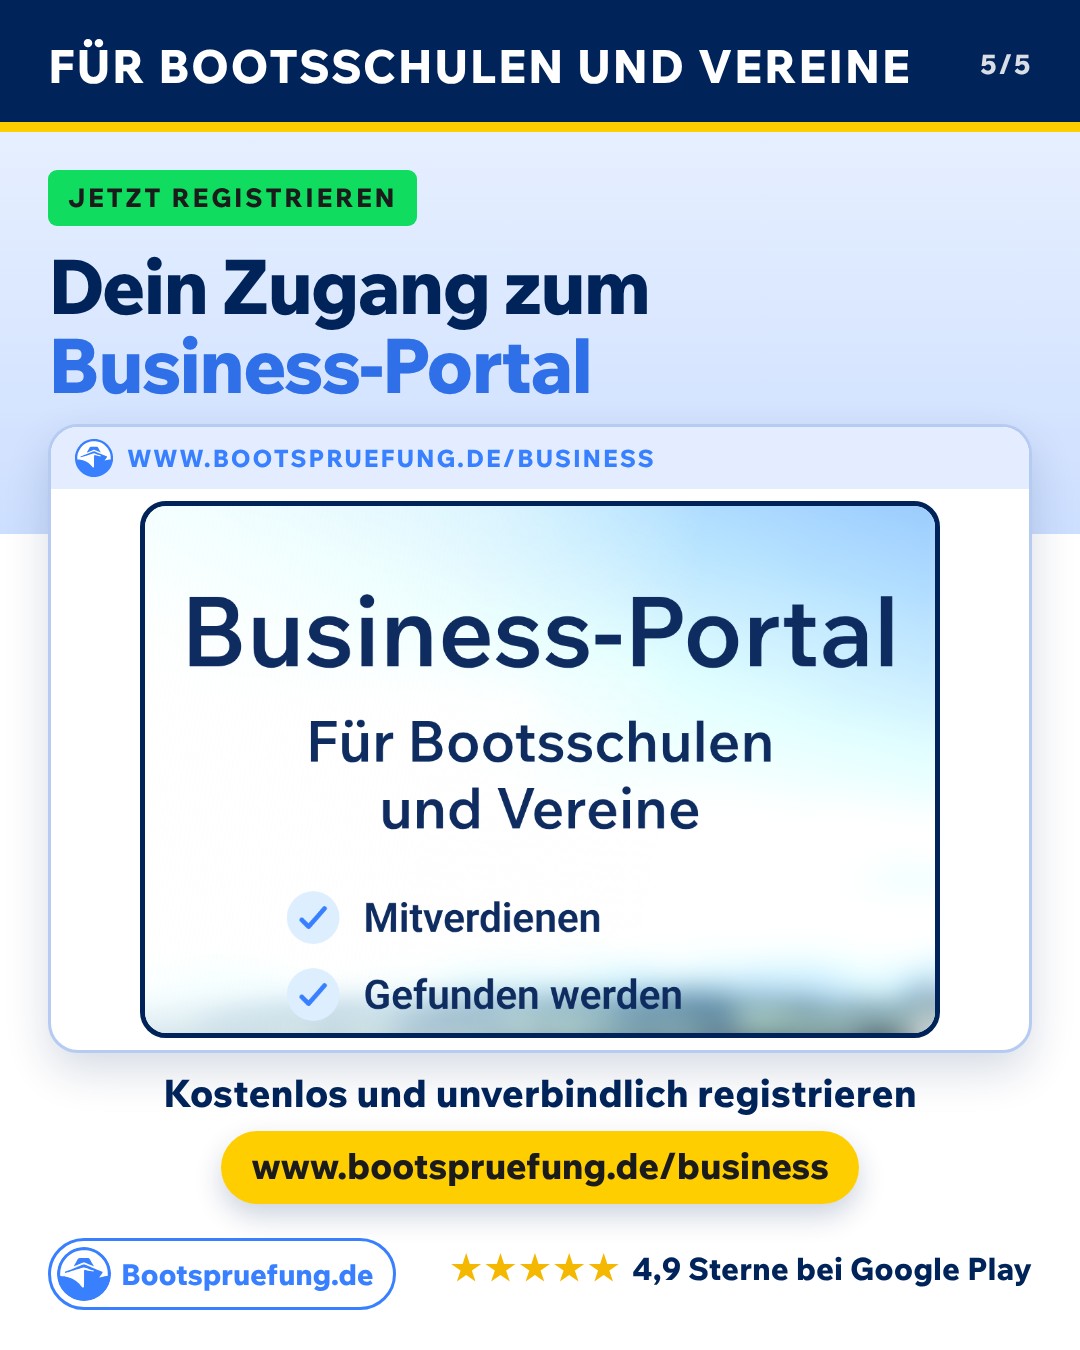 FÜR BOOTSSCHULEN UND VEREINE
5/5
JETZT REGISTRIEREN
Dein Zugang zum
Business-Portal
WWW.BOOTSPRUEFUNG.DE/BUSINESS
Business-Portal
Für Bootsschulen
und Vereine
Mitverdienen
Gefunden werden
Kostenlos und unverbindlich registrieren
www.bootspruefung.de/business
Bootspruefung.de
★★★★★ 4,9 Sterne bei Google Play